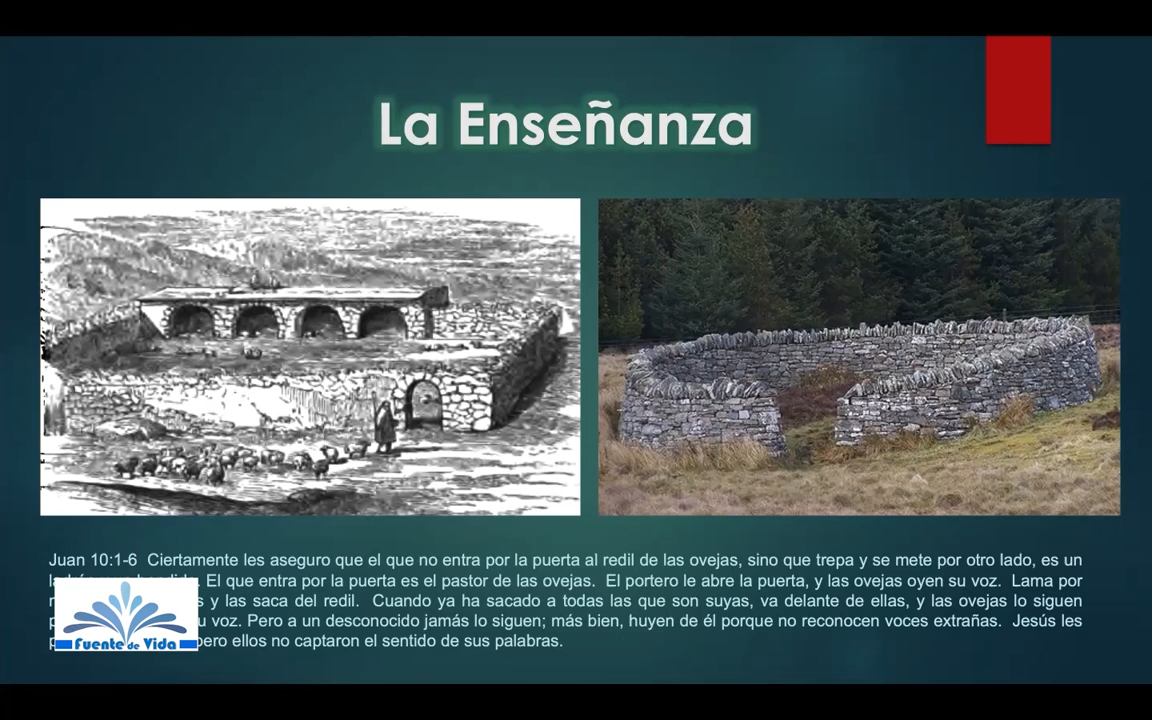 La Enseñanza
Juan 10:1-6 Ciertamente les aseguro que el que no entra por la puerta al redil de las ovejas, sino que trepa y se mete por otro lado, es un
El que entra por la puerta es el pastor de las ovejas. El portero le abre la puerta, y las ovejas oyen su voz. Lama por
y las saca del redil. Cuando ya ha sacado a todas las que son suyas, va delante de ellas, y las ovejas lo siguen
voz. Pero a un desconocido jamás lo siguen; más bien, huyen de él porque no reconocen voces extrañas. Jesús les
pero ellos no captaron el sentido de sus palabras.
Fuente de Vida